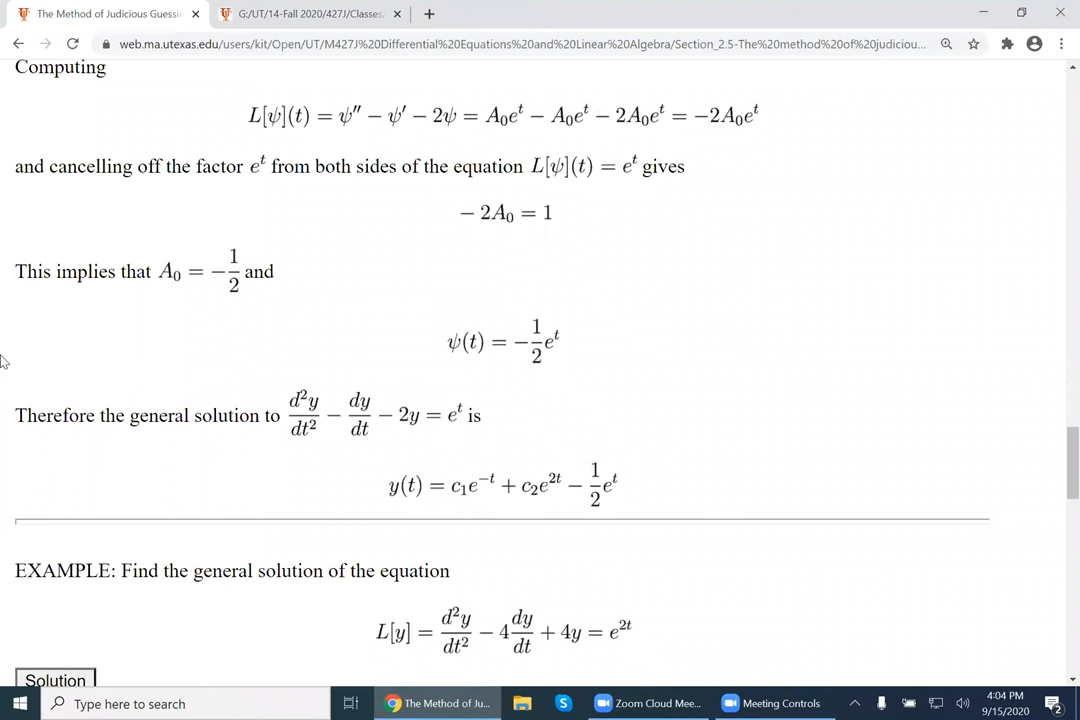 The Method of Judicious Guessi
G:/UT/14-Fall 2020/427J/Classes
web.ma.utexas.edu/users/kit/Open/UT/M427J%20Differential%20Equations%20and%20Linear%20Algebra/Section_2.5-The%20method%20of%20judiciou...
Computing
L[ψ](t) = ψ″ − ψ′ − 2ψ = A₀eᵗ − A₀eᵗ − 2A₀eᵗ = −2A₀eᵗ
and cancelling off the factor eᵗ from both sides of the equation L[ψ](t) = eᵗ gives
− 2A₀ = 1
This implies that A₀ = −1/2 and
ψ(t) = −1/2 eᵗ
Therefore the general solution to d²y/dt² − dy/dt − 2y = eᵗ is
y(t) = c₁e⁻ᵗ + c₂e²ᵗ − 1/2 eᵗ
EXAMPLE: Find the general solution of the equation
L[y] = d²y/dt² − 4 dy/dt + 4y = e²ᵗ
Solution
Type here to search
The Method of Ju...
Zoom Cloud Mee...
Meeting Controls
4:04 PM
9/15/2020
2